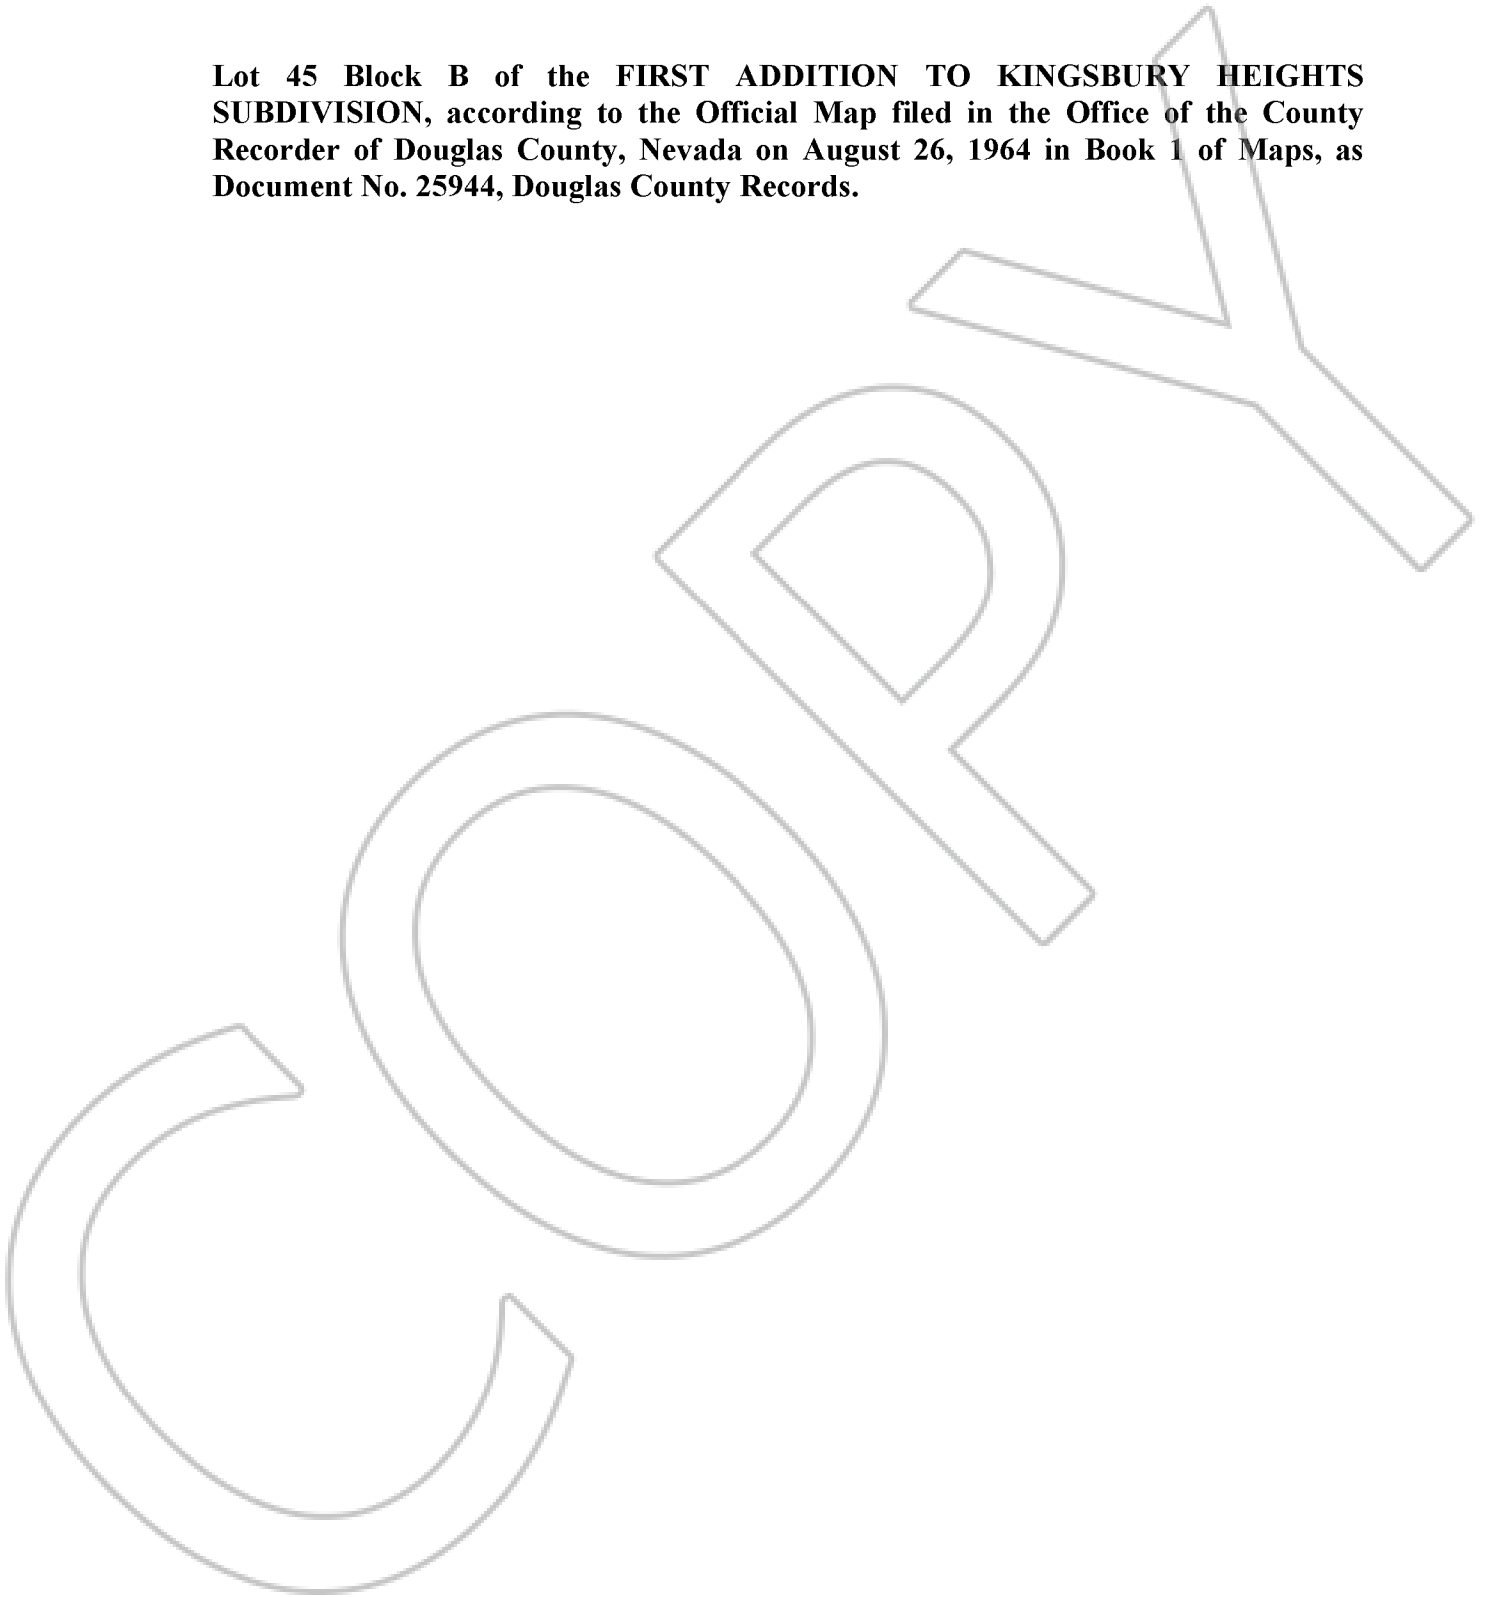 Lot 45 Block B of the FIRST ADDITION TO KINGSBURY HEIGHTS
SUBDIVISION, according to the Official Map filed in the Office of the County
Recorder of Douglas County, Nevada on August 26, 1964 in Book 1 of Maps, as
Document No. 25944, Douglas County Records.
COPY